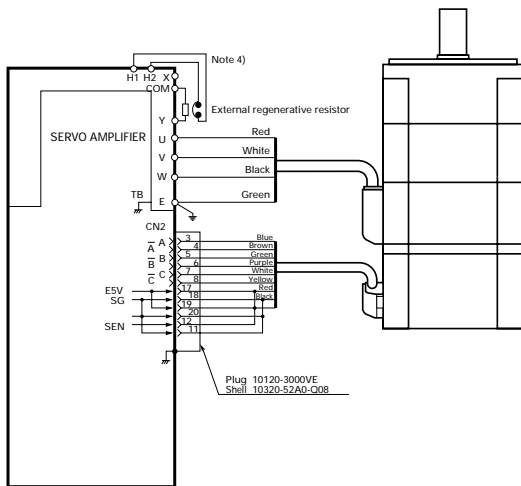 Note 4)
H1 H2 X
COM
External regenerative resistor
Y
SERVO AMPLIFIER
U Red
V White
W Black
TB E Green
CN2
A 3 Blue
A 4 Brown
B 5 Green
B 6 Purple
C 7 White
C 8 Yellow
E5V 17 Red
SG 18 Black
19
20
SEN 12
11
Plug 10120-3000VE
Shell 10320-52A0-Q08